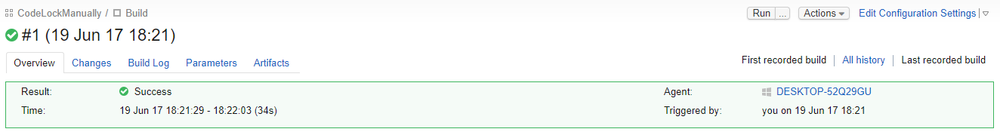 CodeLockManually / Build Run ... Actions Edit Configuration Settings
#1 (19 Jun 17 18:21)
Overview Changes Build Log Parameters Artifacts First recorded build All history Last recorded build
Result: Success Agent: DESKTOP-52Q29GU
Time: 19 Jun 17 18:21:29 - 18:22:03 (34s) Triggered by: you on 19 Jun 17 18:21